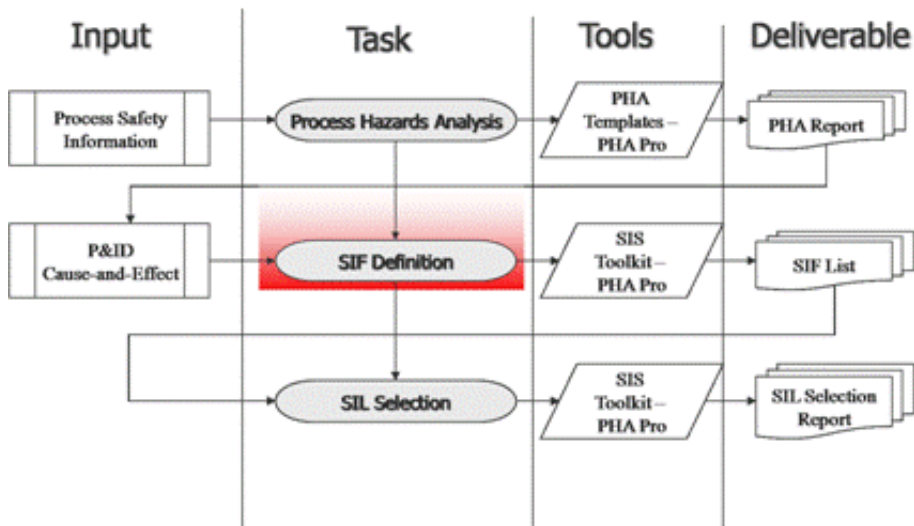 Input
Task
Tools
Deliverable
Process Safety
Information
Process Hazards Analysis
PHA
Templates–
PHA Pro
PHA Report
P&ID
Cause-and-Effect
SIF Definition
SIS
Toolkit–
PHA Pro
SIF List
SIL Selection
SIS
Toolkit–
PHA Pro
SIL Selection
Report